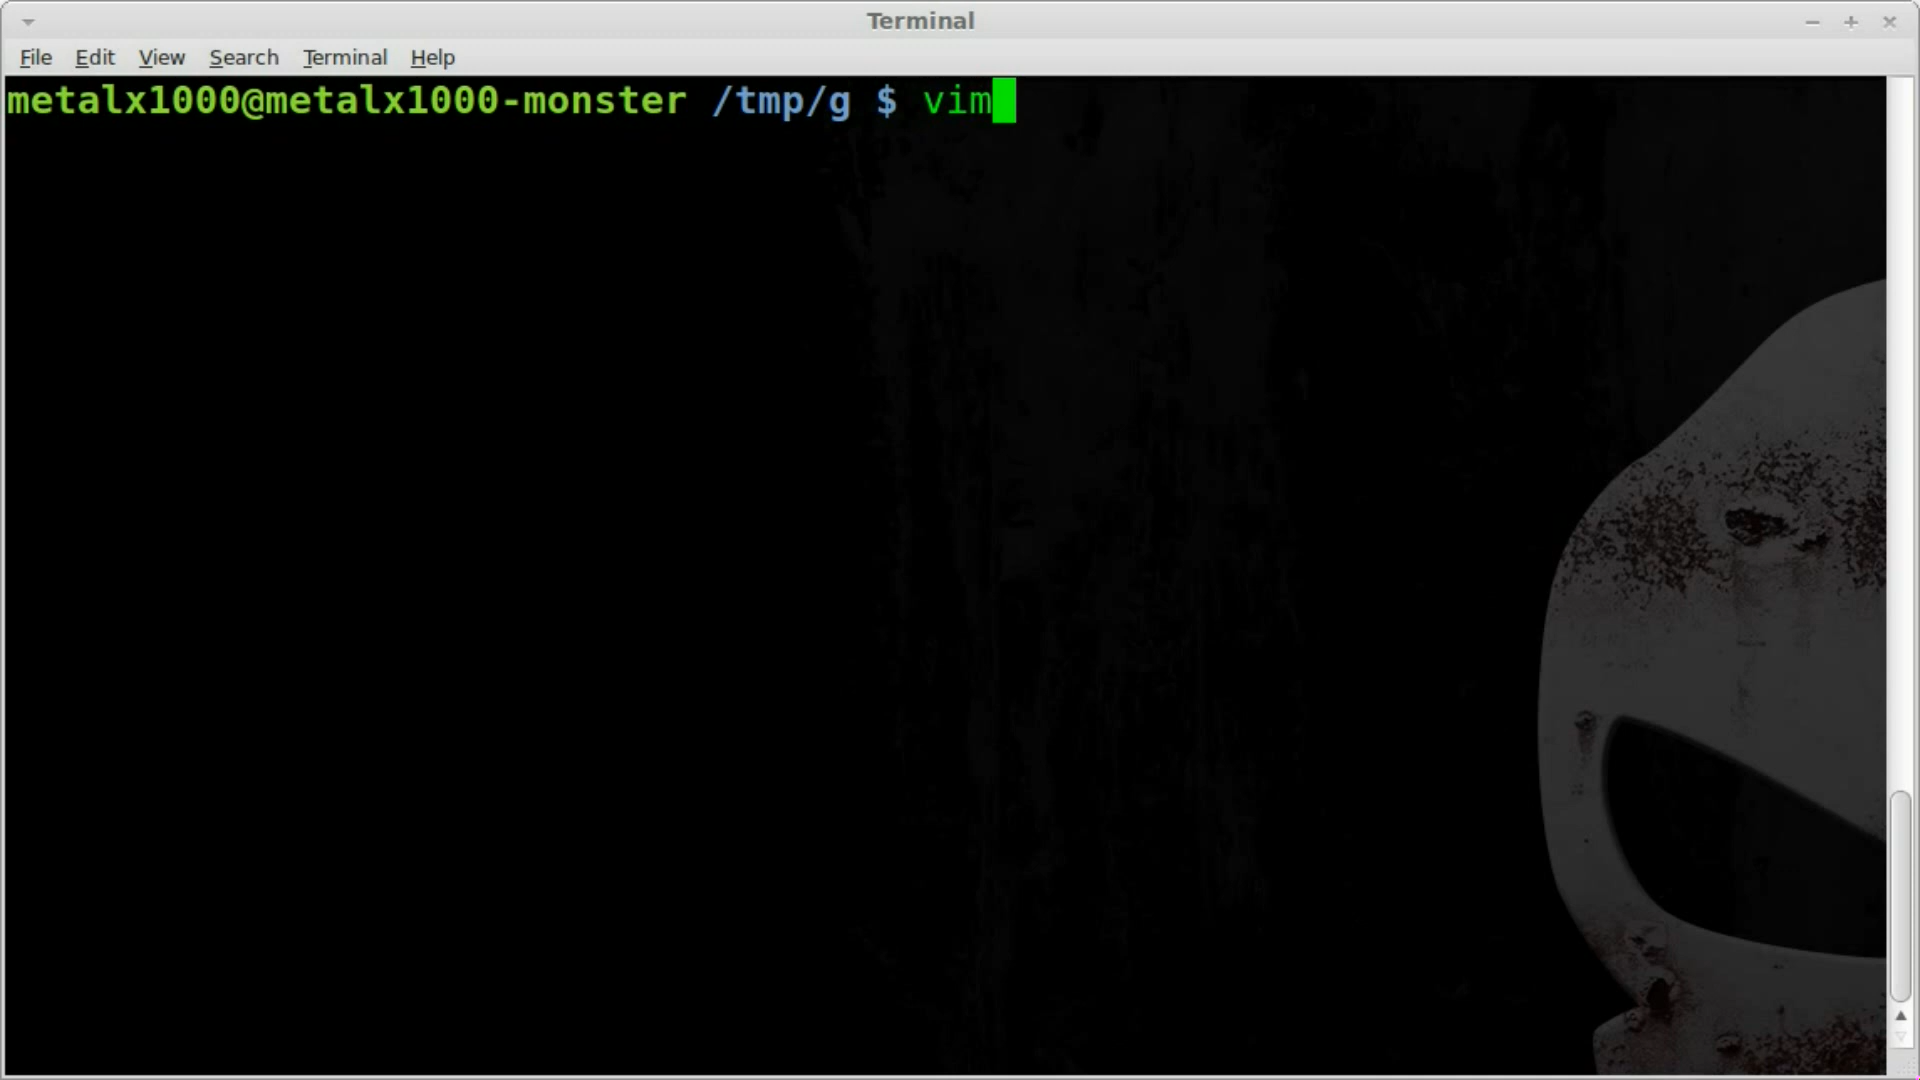 Terminal
File Edit View Search Terminal Help
metalx1000@metalx1000-monster /tmp/g $ vim